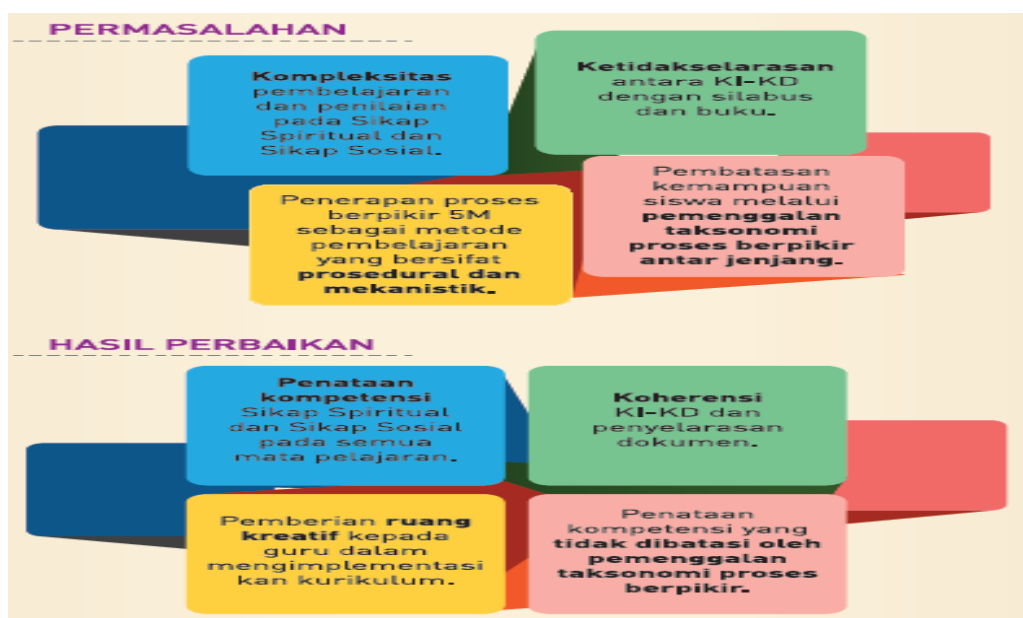 PERMASALAHAN
Kompleksitas
pembelajaran
dan penilaian
pada Sikap
Spiritual dan
Sikap Sosial.
Ketidakselarasan
antara KI-KD
dengan silabus
dan buku.
Penerapan proses
berpikir 5M
sebagai metode
pembelajaran
yang bersifat
prosedural dan
mekanistik.
Pembatasan
kemampuan
siswa melalui
pemenggalan
taksonomi
proses berpikir
antar jenjang.
HASIL PERBAIKAN
Penataan
kompetensi
Sikap Spiritual
dan Sikap Sosial
pada semua
mata pelajaran.
Koherensi
KI-KD dan
penyelarasan
dokumen.
Pemberian ruang
kreatif kepada
guru dalam
mengimplementasi
kan kurikulum.
Penataan
kompetensi yang
tidak dibatasi oleh
pemenggalan
taksonomi proses
berpikir.